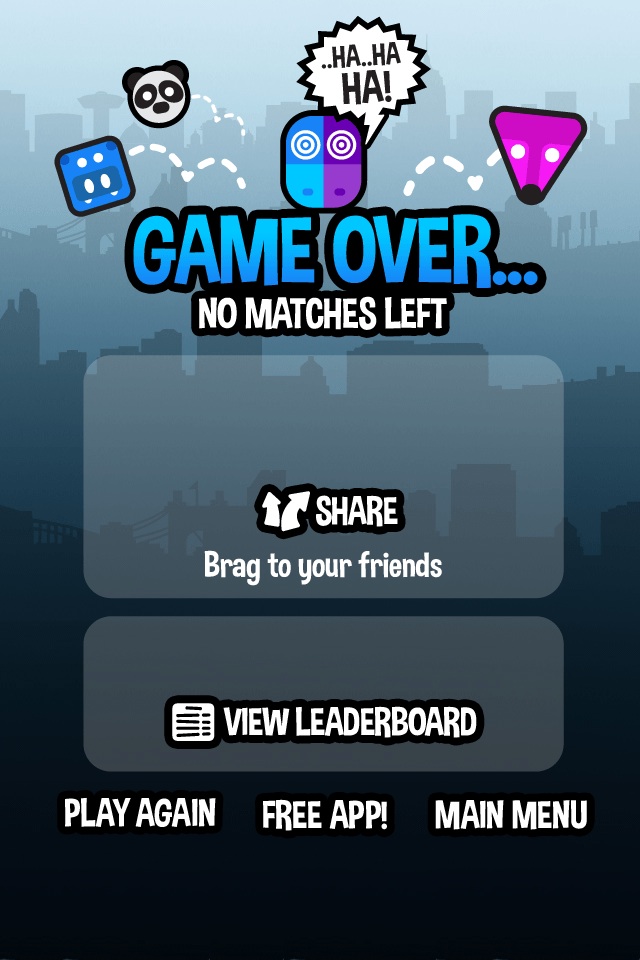 ..HA..HA
HA!
GAME OVER...
NO MATCHES LEFT
SHARE
Brag to your friends
VIEW LEADERBOARD
PLAY AGAIN
FREE APP!
MAIN MENU